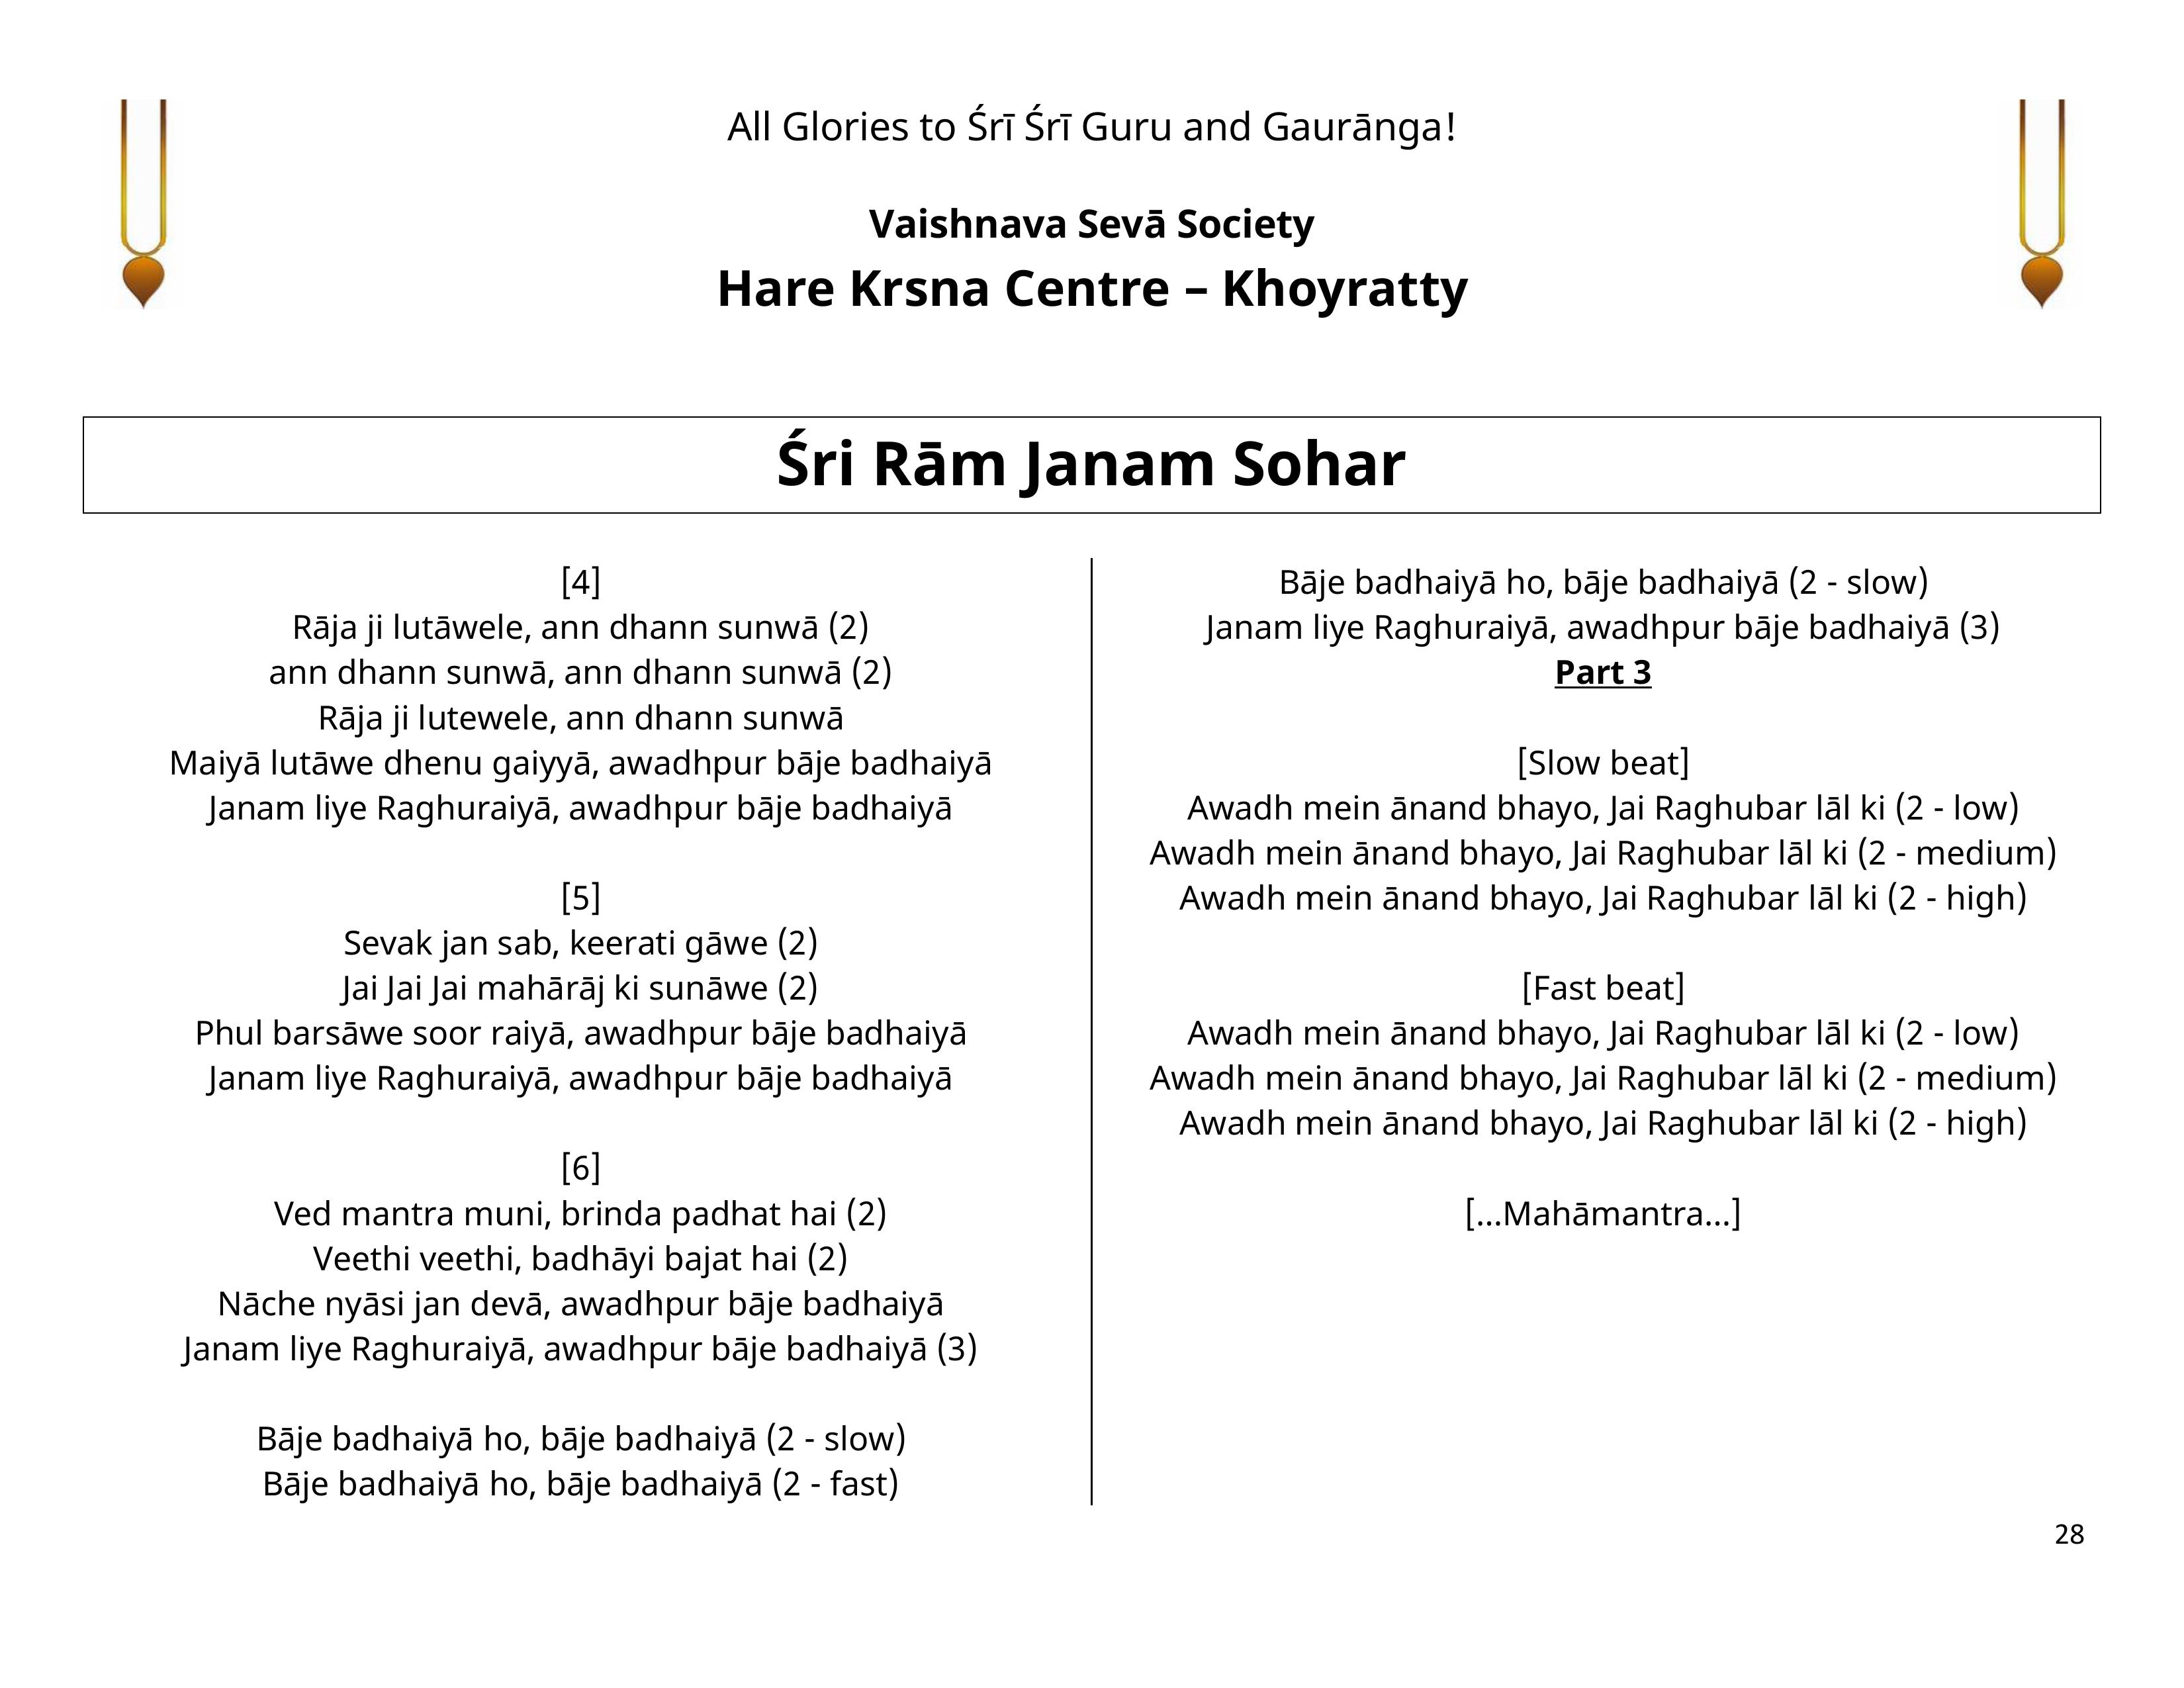 All Glories to Śrī Śrī Guru and Gaurānga!
Vaishnava Sevā Society
Hare Krsna Centre – Khoyratty
Śri Rām Janam Sohar
[4]
Rāja ji lutāwele, ann dhann sunwā (2)
ann dhann sunwā, ann dhann sunwā (2)
Rāja ji lutewele, ann dhann sunwā
Maiyā lutāwe dhenu gaiyyā, awadhpur bāje badhaiyā
Janam liye Raghuraiyā, awadhpur bāje badhaiyā
[5]
Sevak jan sab, keerati gāwe (2)
Jai Jai Jai mahārāj ki sunāwe (2)
Phul barsāwe soor raiyā, awadhpur bāje badhaiyā
Janam liye Raghuraiyā, awadhpur bāje badhaiyā
[6]
Ved mantra muni, brinda padhat hai (2)
Veethi veethi, badhāyi bajat hai (2)
Nāche nyāsi jan devā, awadhpur bāje badhaiyā
Janam liye Raghuraiyā, awadhpur bāje badhaiyā (3)
Bāje badhaiyā ho, bāje badhaiyā (2 - slow)
Bāje badhaiyā ho, bāje badhaiyā (2 - fast)
Bāje badhaiyā ho, bāje badhaiyā (2 - slow)
Janam liye Raghuraiyā, awadhpur bāje badhaiyā (3)
Part 3
[Slow beat]
Awadh mein ānand bhayo, Jai Raghubar lāl ki (2 - low)
Awadh mein ānand bhayo, Jai Raghubar lāl ki (2 - medium)
Awadh mein ānand bhayo, Jai Raghubar lāl ki (2 - high)
[Fast beat]
Awadh mein ānand bhayo, Jai Raghubar lāl ki (2 - low)
Awadh mein ānand bhayo, Jai Raghubar lāl ki (2 - medium)
Awadh mein ānand bhayo, Jai Raghubar lāl ki (2 - high)
[...Mahāmantra...]
28